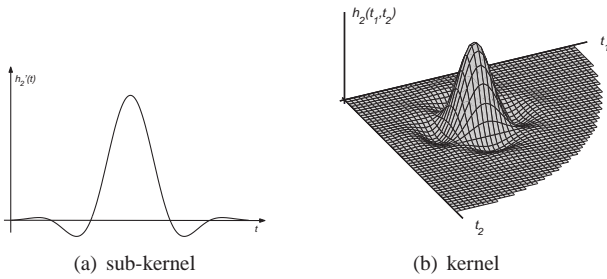 h₂'(t)
t
(a) sub-kernel
h₂(t₁,t₂)
t₁
t₂
(b) kernel